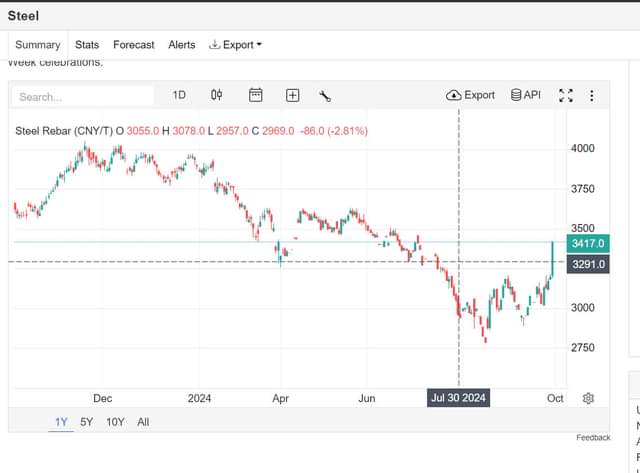 Steel
Summary Stats Forecast Alerts Export
Week celebrations.
Search... 1D Export API
Steel Rebar (CNY/T) O 3055.0 H 3078.0 L 2957.0 C 2969.0 -86.0 (-2.81%)
4000
3750
3500
3417.0
3291.0
3000
2750
Dec 2024 Apr Jun Jul 30 2024 Oct
1Y 5Y 10Y All
Feedback